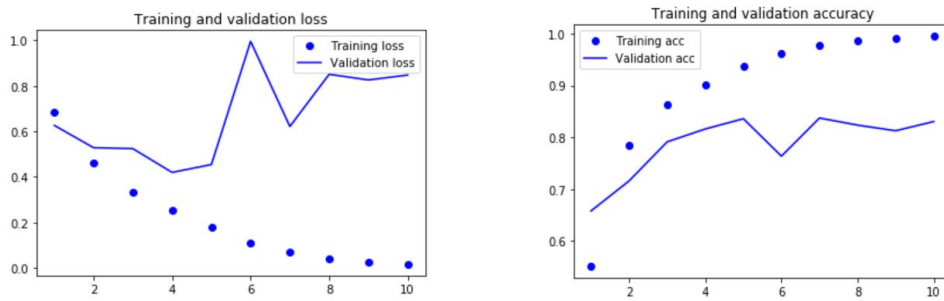 Training and validation loss
1.0
0.8
0.6
0.4
0.2
0.0
2 4 6 8 10
Training loss
Validation loss
Training and validation accuracy
1.0
0.9
0.8
0.7
0.6
2 4 6 8 10
Training acc
Validation acc